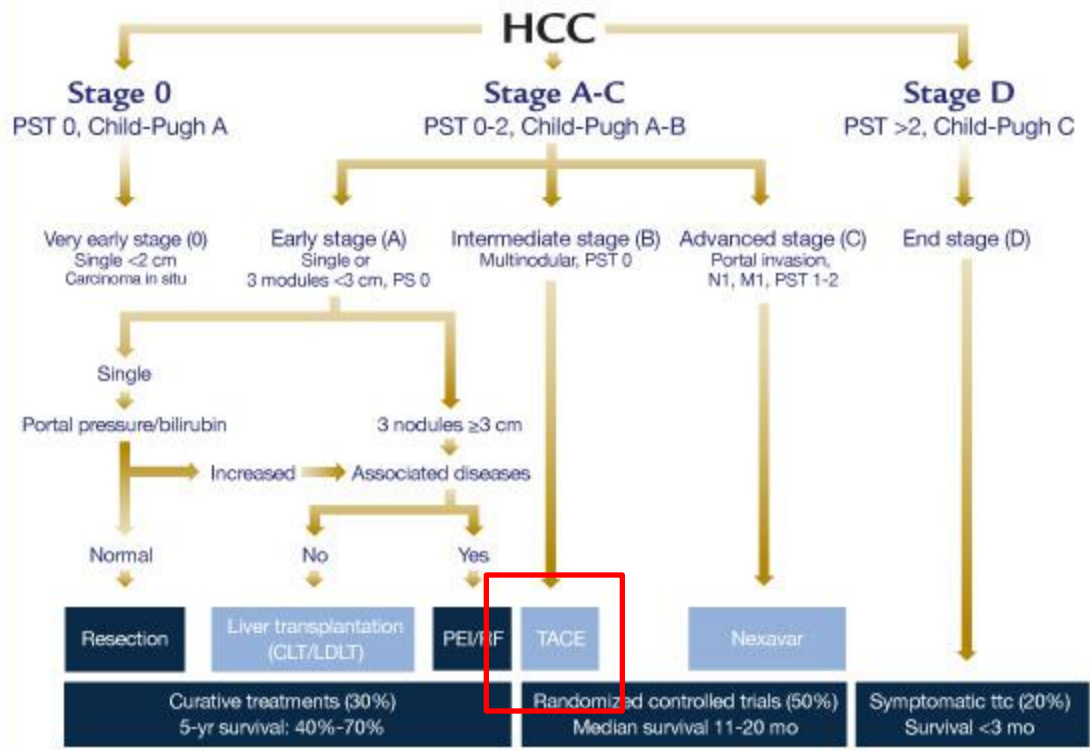 HCC
Stage 0
PST 0, Child-Pugh A
Stage A-C
PST 0-2, Child-Pugh A-B
Stage D
PST >2, Child-Pugh C
Very early stage (0)
Single <2 cm
Carcinoma in situ
Early stage (A)
Single or
3 modules <3 cm, PS 0
Intermediate stage (B)
Multinodular, PST 0
Advanced stage (C)
Portal invasion,
N1, M1, PST 1-2
End stage (D)
Single
Portal pressure/bilirubin
3 nodules ≥3 cm
Increased
Associated diseases
Normal
No
Yes
Resection
Liver transplantation
(CLT/LDLT)
PEI/RF
TACE
Nexavar
Curative treatments (30%)
5-yr survival: 40%-70%
Randomized controlled trials (50%)
Median survival 11-20 mo
Symptomatic ttc (20%)
Survival <3 mo